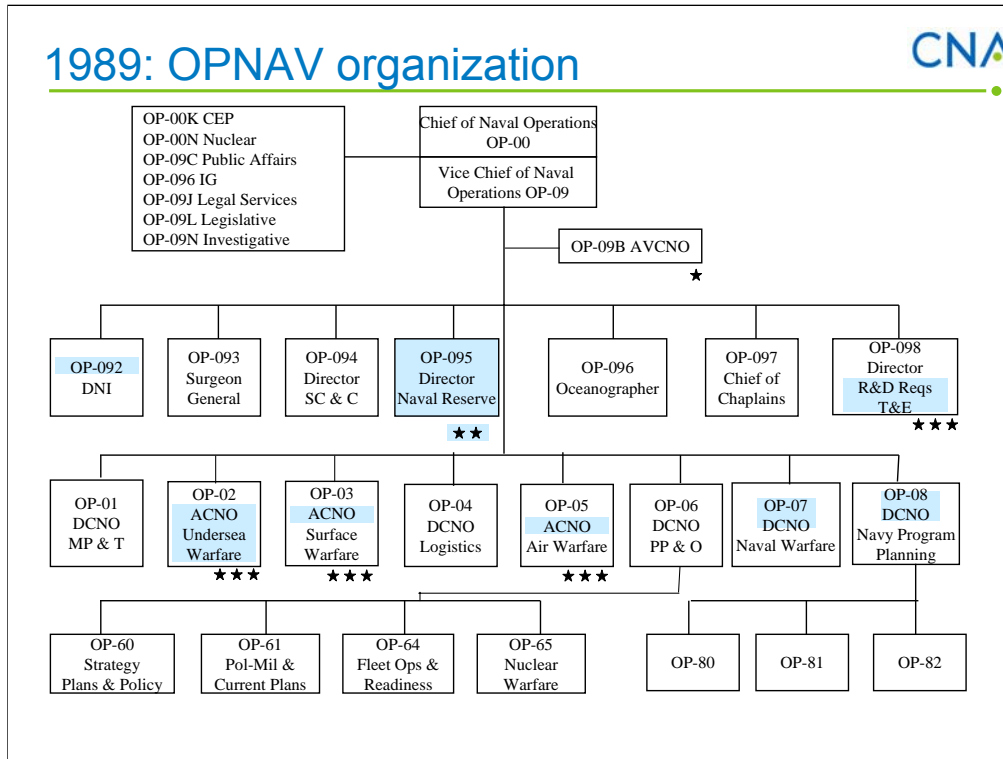 1989: OPNAV organization
CNA
OP-00K CEP
OP-00N Nuclear
OP-09C Public Affairs
OP-096 IG
OP-09J Legal Services
OP-09L Legislative
OP-09N Investigative
Chief of Naval Operations
OP-00
Vice Chief of Naval
Operations OP-09
OP-09B AVCNO
OP-092
DNI
OP-093
Surgeon
General
OP-094
Director
SC & C
OP-095
Director
Naval Reserve
OP-096
Oceanographer
OP-097
Chief of
Chaplains
OP-098
Director
R&D Reqs
T&E
OP-01
DCNO
MP & T
OP-02
ACNO
Undersea
Warfare
OP-03
ACNO
Surface
Warfare
OP-04
DCNO
Logistics
OP-05
ACNO
Air Warfare
OP-06
DCNO
PP & O
OP-07
DCNO
Naval Warfare
OP-08
DCNO
Navy Program
Planning
OP-60
Strategy
Plans & Policy
OP-61
Pol-Mil &
Current Plans
OP-64
Fleet Ops &
Readiness
OP-65
Nuclear
Warfare
OP-80
OP-81
OP-82